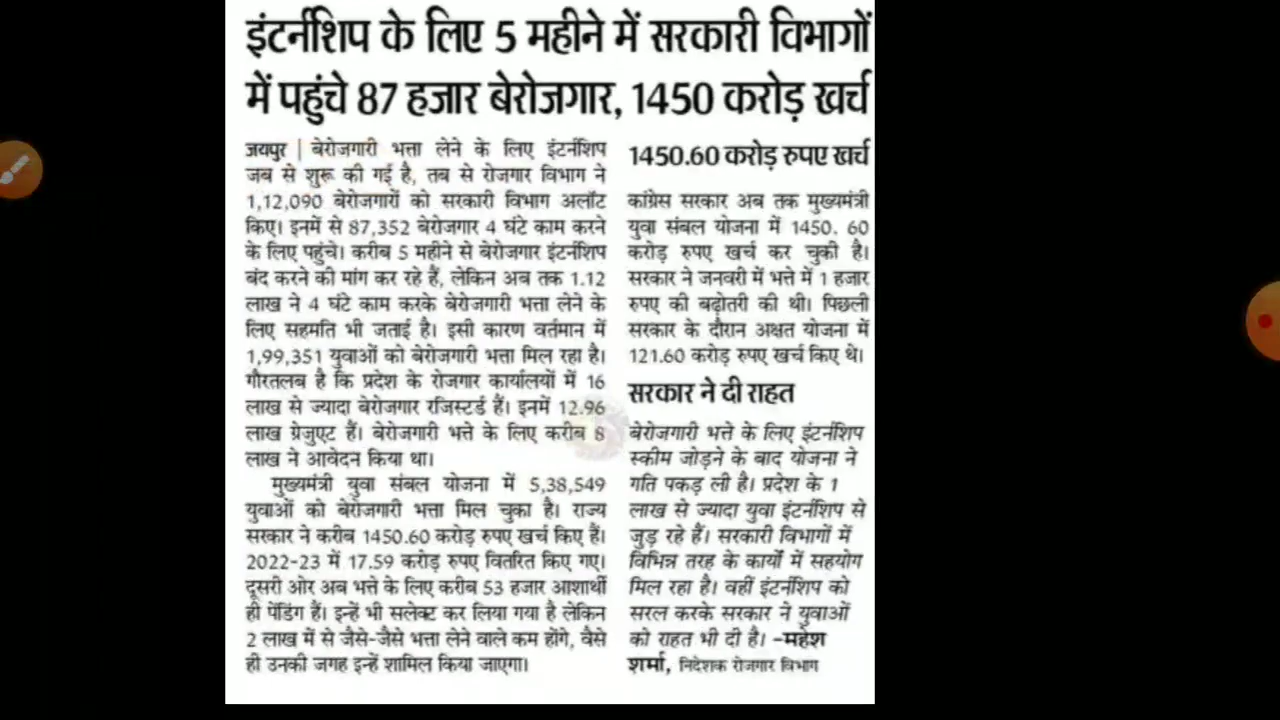 इंटर्नशिप के लिए 5 महीने में सरकारी विभागों
में पहुंचे 87 हजार बेरोजगार, 1450 करोड़ खर्च
जयपुर | बेरोजगारी भत्ता लेने के लिए इंटर्नशिप
जब से शुरू की गई है, तब से रोजगार विभाग ने
1,12,090 बेरोजगारों को सरकारी विभाग अलॉट
किए। इनमें से 87,352 बेरोजगार 4 घंटे काम करने
के लिए पहुंचे। करीब 5 महीने से बेरोजगार इंटर्नशिप
बंद करने की मांग कर रहे हैं, लेकिन अब तक 1.12
लाख ने 4 घंटे काम करके बेरोजगारी भत्ता लेने के
लिए सहमति भी जताई है। इसी कारण वर्तमान में
1,99,351 युवाओं को बेरोजगारी भत्ता मिल रहा है।
गौरतलब है कि प्रदेश के रोजगार कार्यालयों में 16
लाख से ज्यादा बेरोजगार रजिस्टर्ड हैं। इनमें 12.96
लाख ग्रेजुएट हैं। बेरोजगारी भत्ते के लिए करीब 8
लाख ने आवेदन किया था।
मुख्यमंत्री युवा संबल योजना में 5,38,549
युवाओं को बेरोजगारी भत्ता मिल चुका है। राज्य
सरकार ने करीब 1450.60 करोड़ रुपए खर्च किए हैं।
2022-23 में 17.59 करोड़ रुपए वितरित किए गए।
दूसरी ओर अब भत्ते के लिए करीब 53 हजार आशार्थी
ही पेंडिंग हैं। इन्हें भी सलेक्ट कर लिया गया है लेकिन
2 लाख में से जैसे-जैसे भत्ता लेने वाले कम होंगे, वैसे
ही उनकी जगह इन्हें शामिल किया जाएगा।
1450.60 करोड़ रुपए खर्च
कांग्रेस सरकार अब तक मुख्यमंत्री
युवा संबल योजना में 1450. 60
करोड़ रुपए खर्च कर चुकी है।
सरकार ने जनवरी में भत्ते में 1 हजार
रुपए की बढ़ोतरी की थी। पिछली
सरकार के दौरान अक्षत योजना में
121.60 करोड़ रुपए खर्च किए थे।
सरकार ने दी राहत
बेरोजगारी भत्ते के लिए इंटर्नशिप
स्कीम जोड़ने के बाद योजना ने
गति पकड़ ली है। प्रदेश के 1
लाख से ज्यादा युवा इंटर्नशिप से
जुड़ रहे हैं। सरकारी विभागों में
विभिन्न तरह के कार्यों में सहयोग
मिल रहा है। वहीं इंटर्नशिप को
सरल करके सरकार ने युवाओं
को राहत भी दी है। -महेश
शर्मा, निदेशक रोजगार विभाग